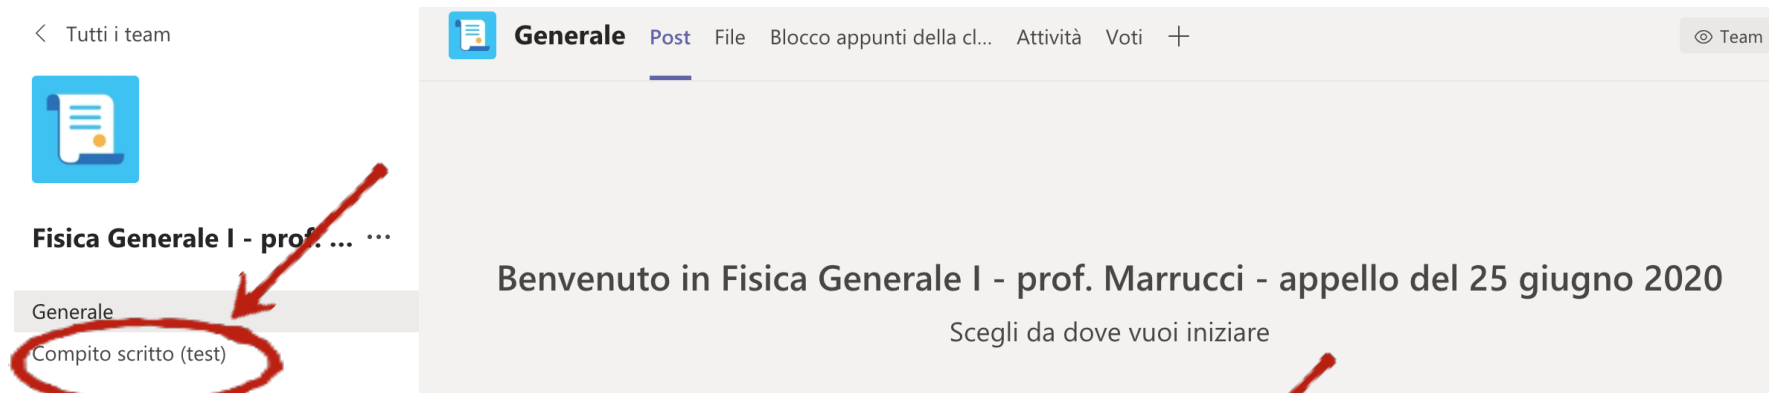 Tutti i team
Fisica Generale I - prof. ... ...
Generale
Compito scritto (test)
Generale Post File Blocco appunti della cl... Attività Voti +
Team
Benvenuto in Fisica Generale I - prof. Marrucci - appello del 25 giugno 2020
Scegli da dove vuoi iniziare